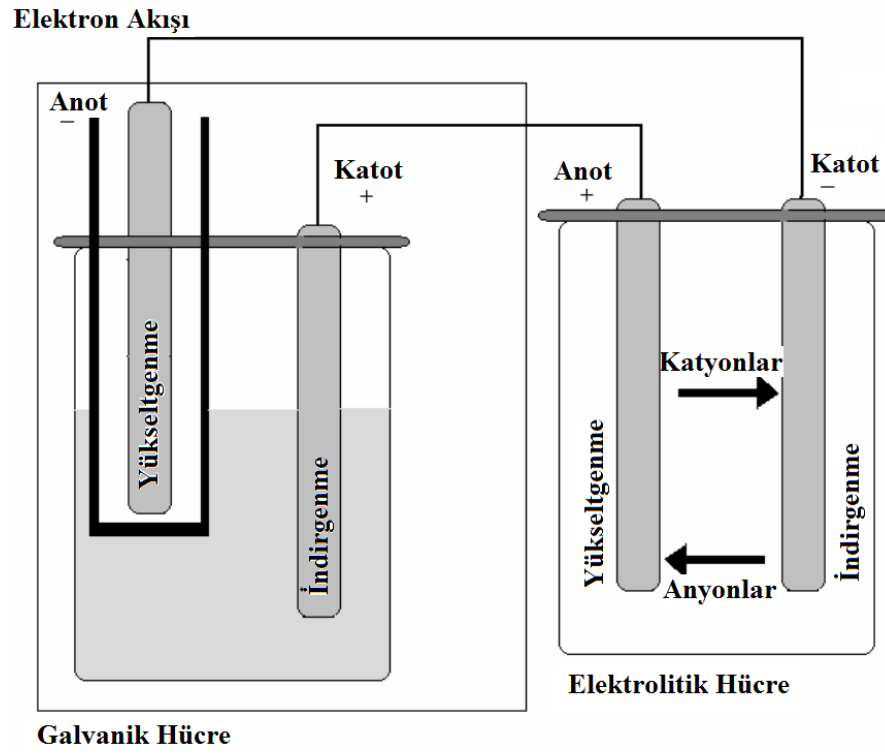 Elektron Akışı
Anot
−
Katot
+
Yükseltgenme
İndirgenme
Galvanik Hücre
Anot
+
Katot
−
Katyonlar
Yükseltgenme
İndirgenme
Anyonlar
Elektrolitik Hücre